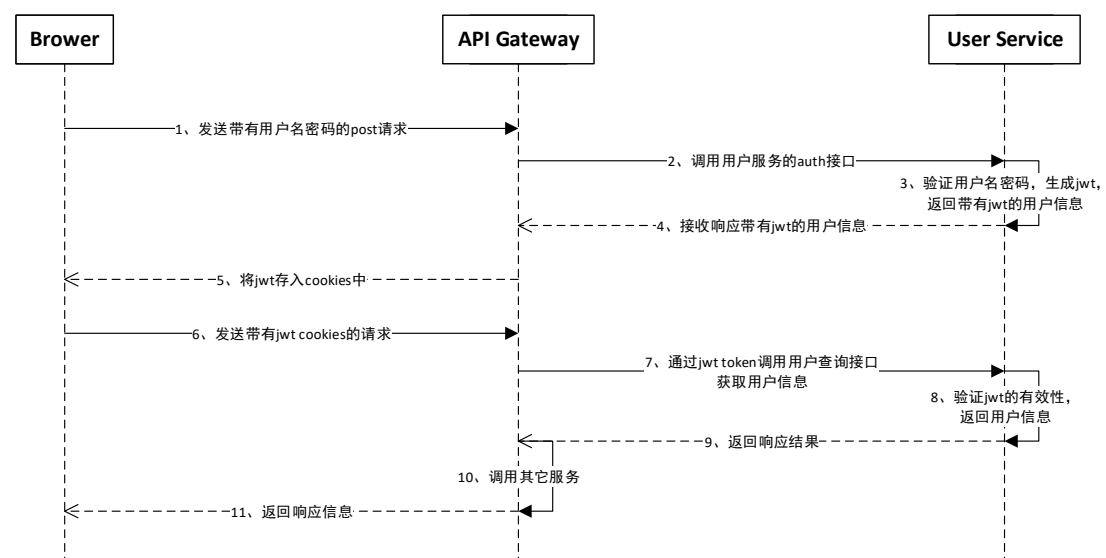 Brower
API Gateway
User Service
1、发送带有用户名密码的post请求
2、调用用户服务的auth接口
3、验证用户名密码，生成jwt，
返回带有jwt的用户信息
4、接收响应带有jwt的用户信息
5、将jwt存入cookies中
6、发送带有jwt cookies的请求
7、通过jwt token调用用户查询接口
获取用户信息
8、验证jwt的有效性，
返回用户信息
9、返回响应结果
10、调用其它服务
11、返回响应信息